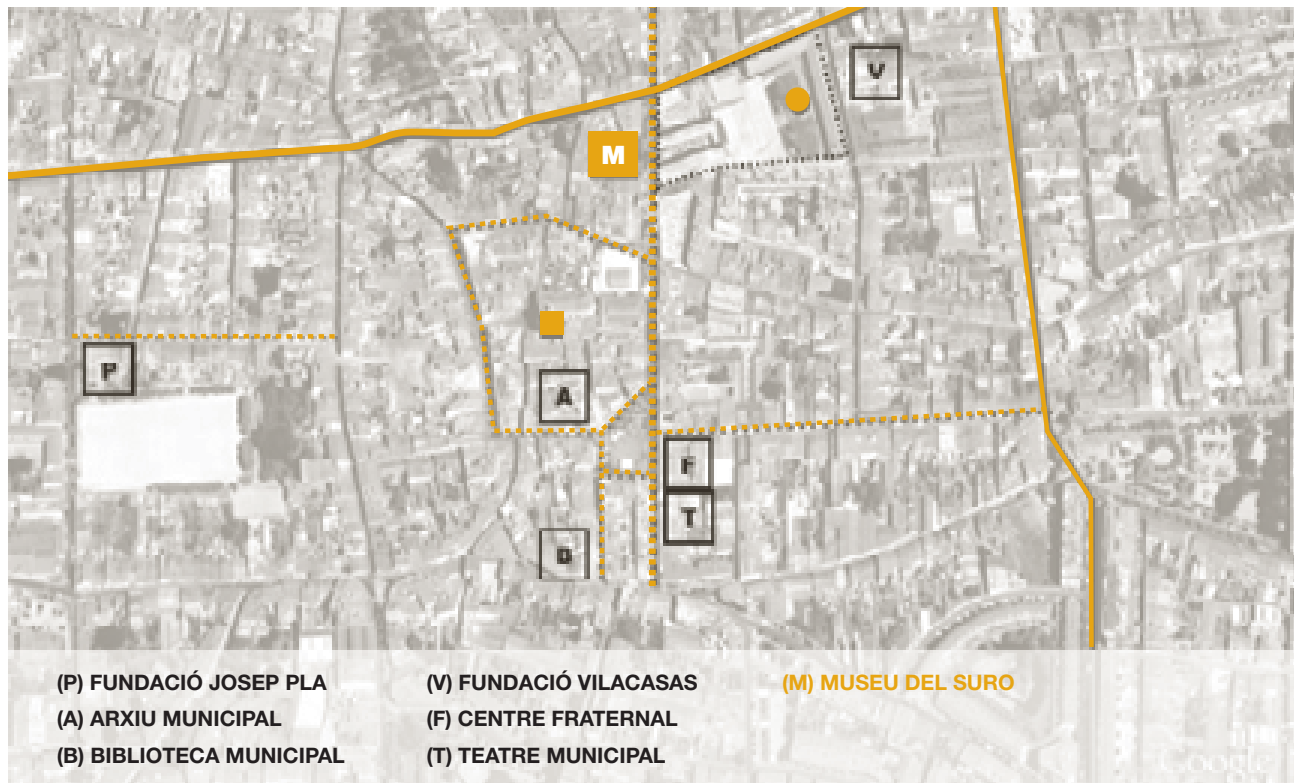 V
M
P
A
F
T
B
(P) FUNDACIÓ JOSEP PLA
(A) ARXIU MUNICIPAL
(B) BIBLIOTECA MUNICIPAL
(V) FUNDACIÓ VILACASAS
(F) CENTRE FRATERNAL
(T) TEATRE MUNICIPAL
(M) MUSEU DEL SURO
Google